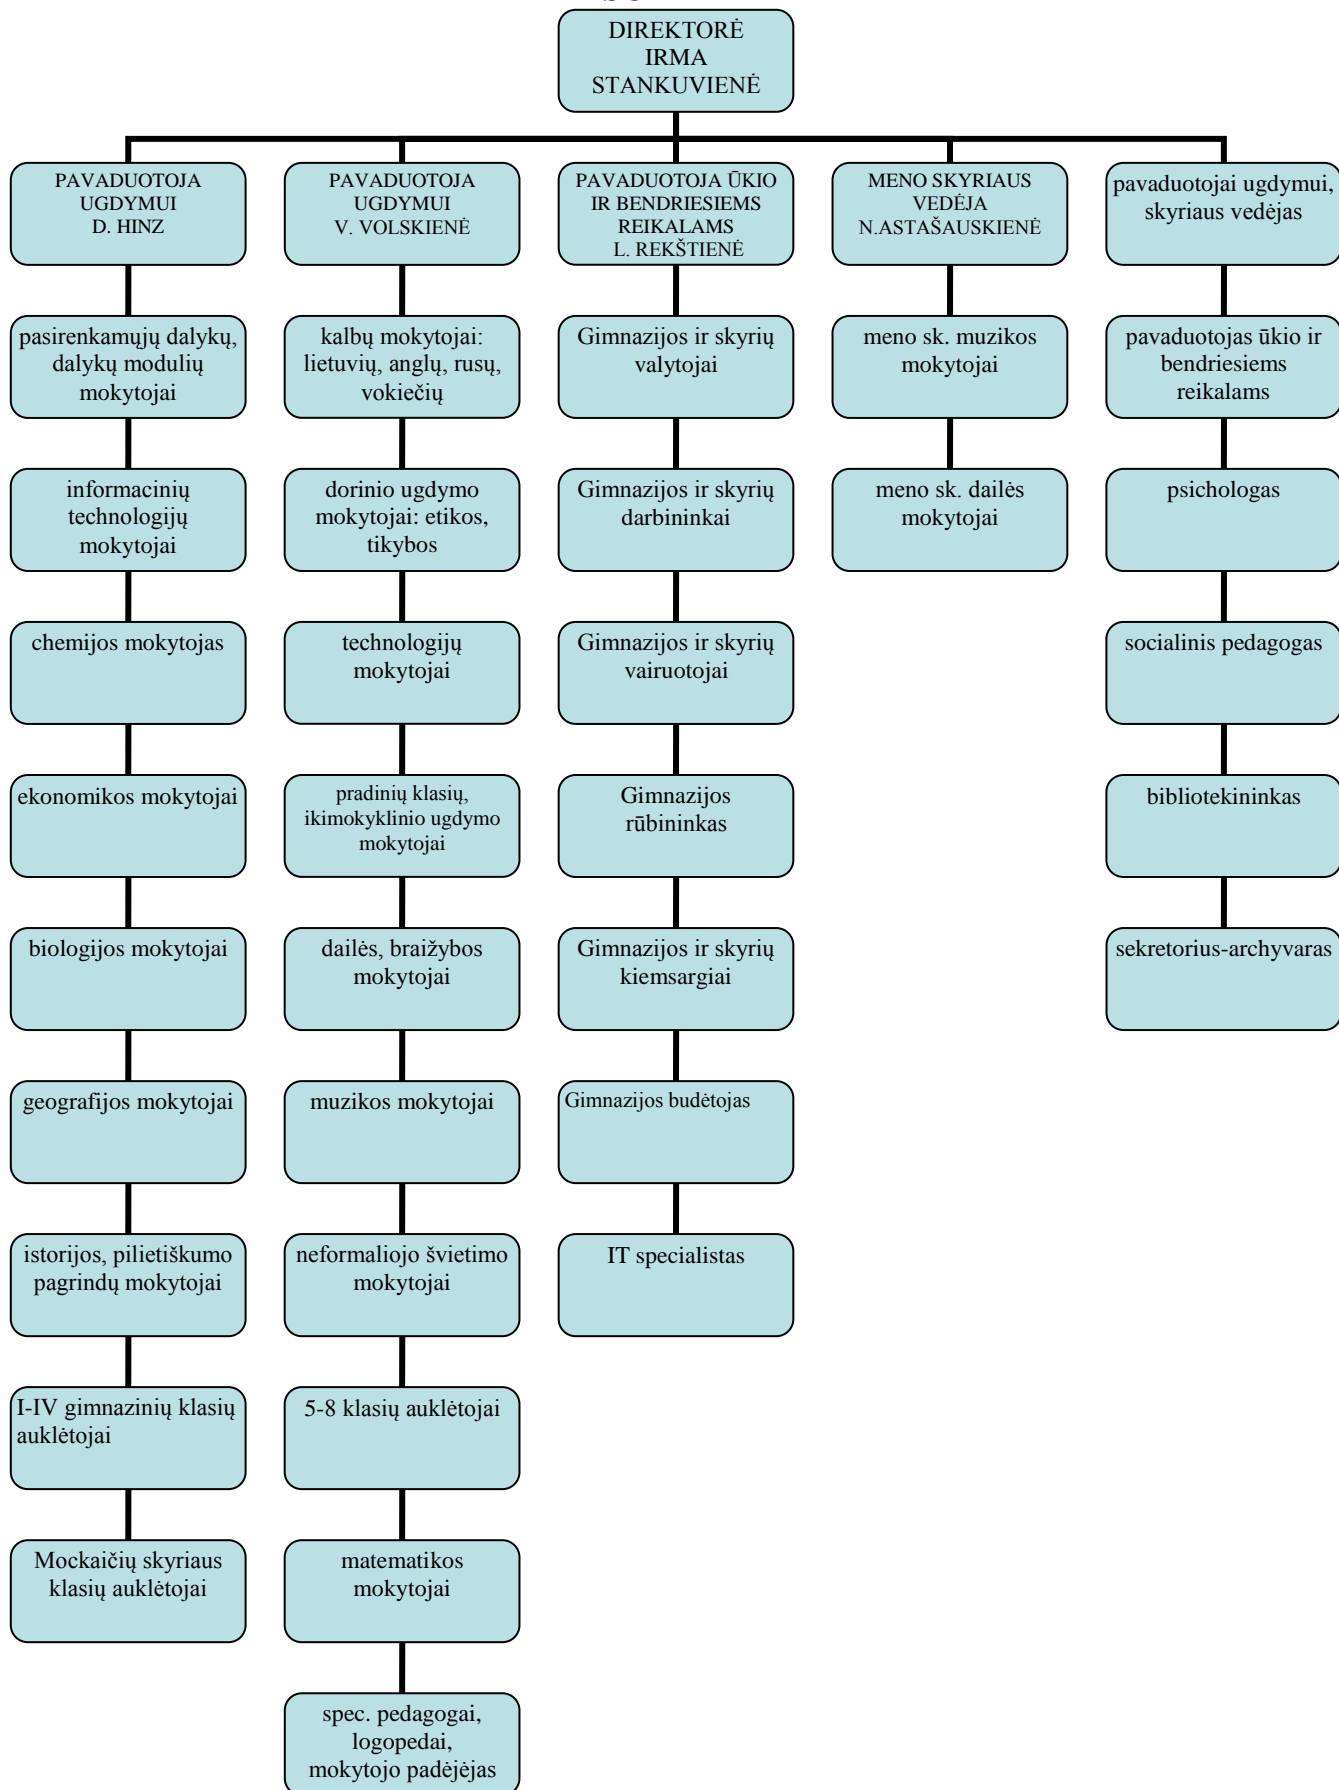 DIREKTORĖ
IRMA
STANKUVIENĖ
PAVADUOTOJA
UGDYMUI
D. HINZ
pasirenkamųjų dalykų,
dalykų modulių
mokytojai
informacinių
technologijų
mokytojai
chemijos mokytojas
ekonomikos mokytojai
biologijos mokytojai
geografijos mokytojai
istorijos, pilietiškumo
pagrindų mokytojai
I-IV gimnazinių klasių
auklėtojai
Mockaičių skyriaus
klasių auklėtojai
PAVADUOTOJA
UGDYMUI
V. VOLSKIENĖ
kalbų mokytojai:
lietuvių, anglų, rusų,
vokiečių
dorinio ugdymo
mokytojai: etikos,
tikybos
technologijų
mokytojai
pradinių klasių,
ikimokyklinio ugdymo
mokytojai
dailės, braižybos
mokytojai
muzikos mokytojai
neformaliojo švietimo
mokytojai
5-8 klasių auklėtojai
matematikos
mokytojai
spec. pedagogai,
logopedai,
mokytojo padėjėjas
PAVADUOTOJA ŪKIO
IR BENDRIESIEMS
REIKALAMS
L. REKŠTIENĖ
Gimnazijos ir skyrių
valytojai
Gimnazijos ir skyrių
darbininkai
Gimnazijos ir skyrių
vairuotojai
Gimnazijos
rūbininkas
Gimnazijos ir skyrių
kiemsargiai
Gimnazijos budėtojas
IT specialistas
MENO SKYRIAUS
VEDĖJA
N.ASTAŠAUSKIENĖ
meno sk. muzikos
mokytojai
meno sk. dailės
mokytojai
pavaduotojai ugdymui,
skyriaus vedėjas
pavaduotojas ūkio ir
bendriesiems
reikalams
psichologas
socialinis pedagogas
bibliotekininkas
sekretorius-archyvaras